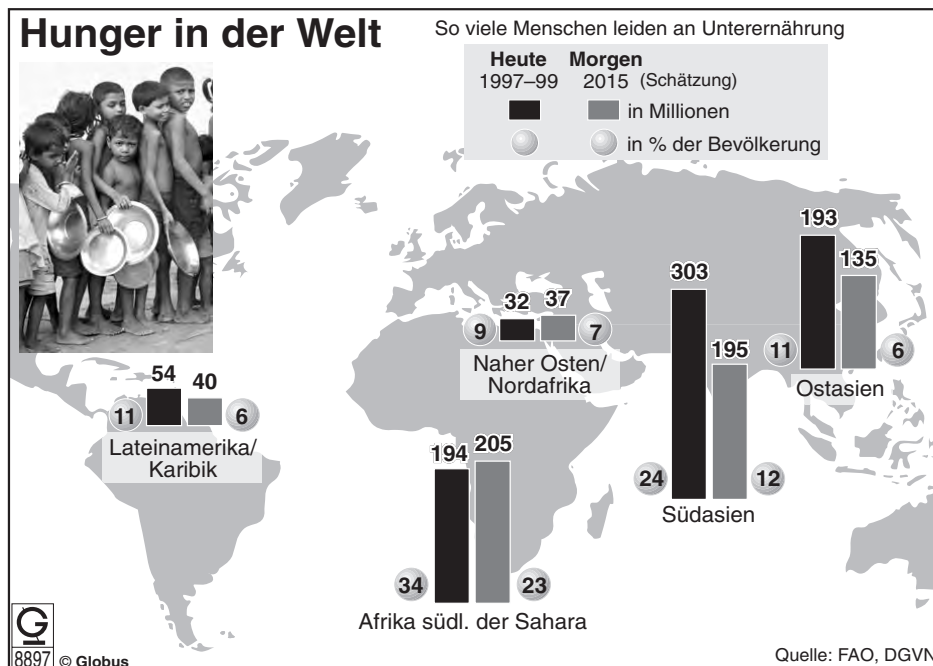 Hunger in der Welt
So viele Menschen leiden an Unterernährung
Heute Morgen
1997–99 2015 (Schätzung)
in Millionen
in % der Bevölkerung
54 40
11 6
Lateinamerika/
Karibik
32 37
9 7
Naher Osten/
Nordafrika
194 205
34 23
Afrika südl. der Sahara
303
195
24 12
Südasien
193
135
11 6
Ostasien
G
8897 © Globus
Quelle: FAO, DGVN